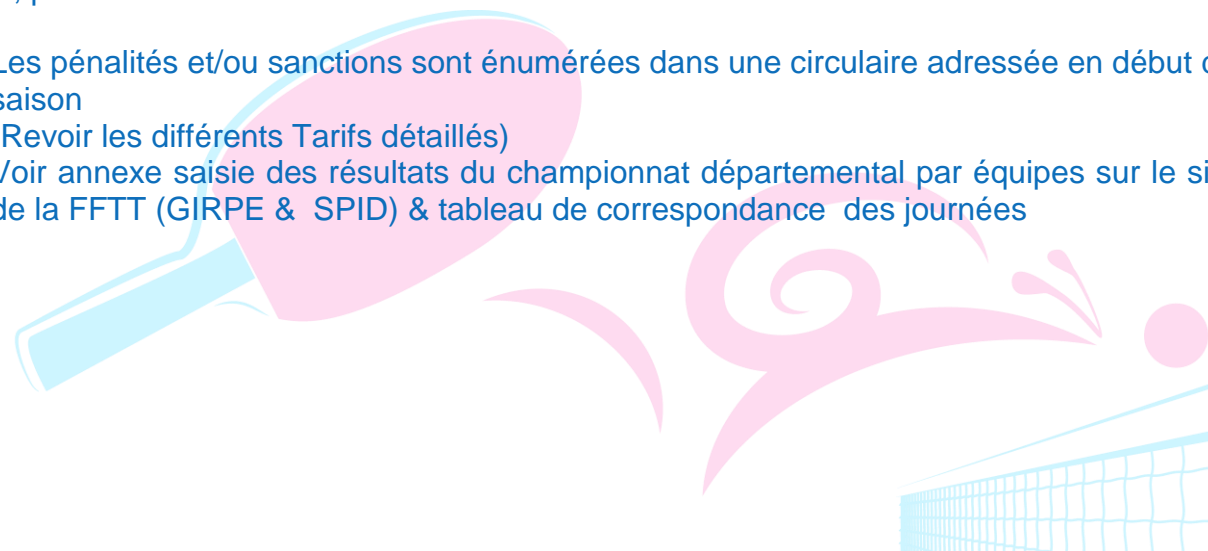 Les pénalités et/ou sanctions sont énumérées dans une circulaire adressée en début
saison
Revoir les différents Tarifs détaillés)
Voir annexe saisie des résultats du championnat départemental par équipes sur le
de la FFTT (GIRPE & SPID) & tableau de correspondance des journées